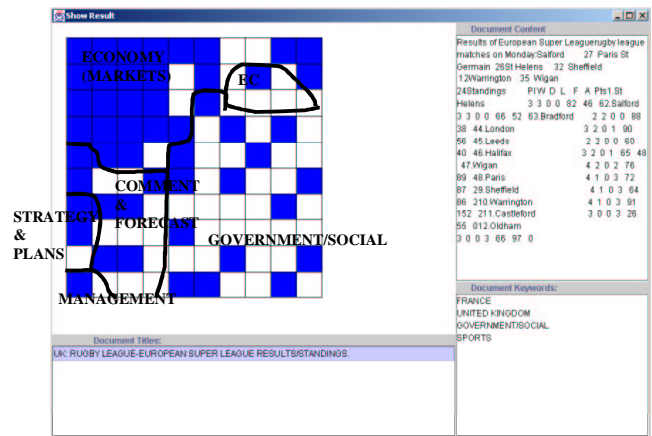 Show Result
ECONOMY
(MARKETS)
EC
COMMENT
&
FORECAST
STRATEGY
&
PLANS
GOVERNMENT/SOCIAL
MANAGEMENT
Document Titles:
UK: RUGBY LEAGUE-EUROPEAN SUPER LEAGUE RESULTS/STANDINGS.
Document Content
Results of European Super Leaguerugby league
matches on Monday:Salford 27 Paris St
Germain 26St Helens 32 Sheffield
12Warrington 35 Wigan
24Standings P1W D L F A Pts1.St
Helens 3 3 0 0 82 46 62.Salford
3 3 0 0 66 52 63.Bradford 2 2 0 0 88
38 44.London 3 2 0 1 90
56 45.Leeds 2 2 0 0 60
40 46.Halifax 3 2 0 1 65 48
47.Wigan 4 2 0 2 76
89 48.Paris 4 1 0 3 72
87 29.Sheffield 4 1 0 3 64
86 210.Warrington 4 1 0 3 91
152 211.Castleford 3 0 0 3 26
55 012.Oldham
3 0 0 3 66 97 0
Document Keywords:
FRANCE
UNITED KINGDOM
GOVERNMENT/SOCIAL
SPORTS